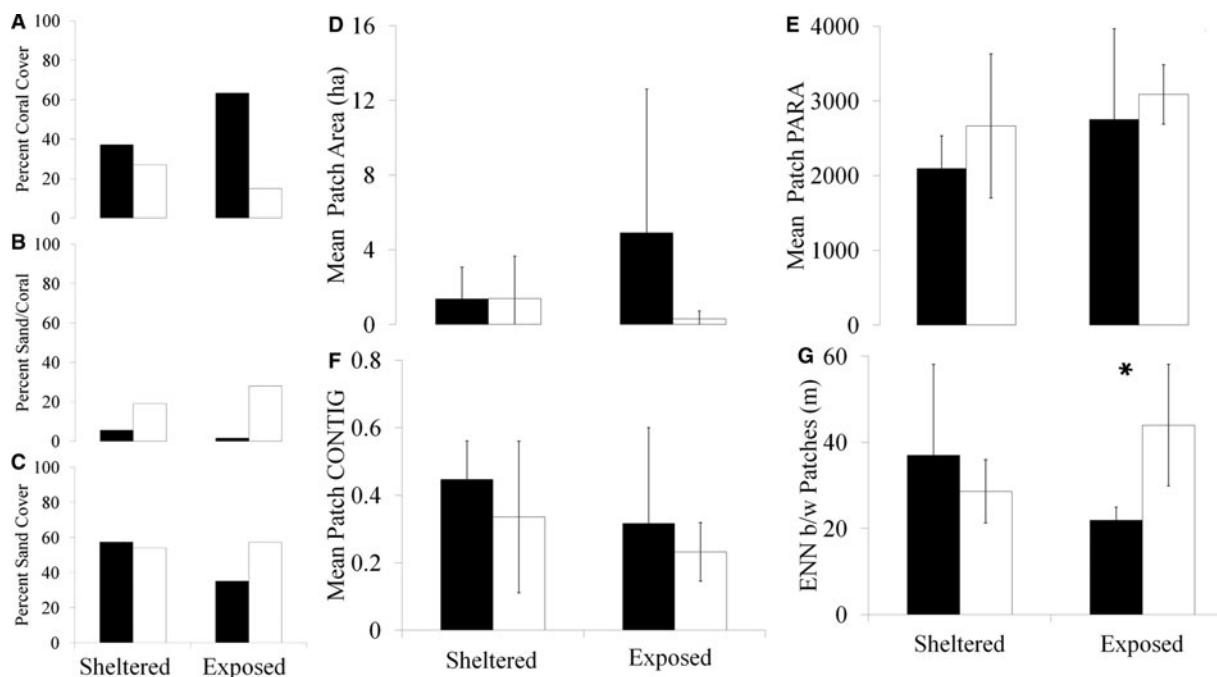 A
100
80
60
40
20
0
Percent Coral Cover
B
100
80
60
40
20
0
Percent Sand/Coral
C
100
80
60
40
20
0
Percent Sand Cover
Sheltered
Exposed
D
16
12
8
4
0
Mean Patch Area (ha)
F
0.8
0.6
0.4
0.2
0
Mean Patch CONTIG
Sheltered
Exposed
E
4000
3000
2000
1000
0
Mean Patch PARA
G
60
40
20
0
ENN b/w Patches (m)
*
Sheltered
Exposed